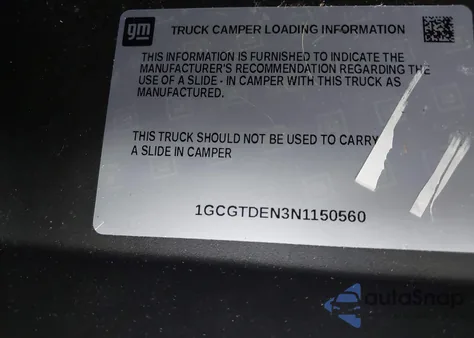 gm
TRUCK CAMPER LOADING INFORMATION
THIS INFORMATION IS FURNISHED TO INDICATE THE
MANUFACTURER'S RECOMMENDATION REGARDING THE
USE OF A SLIDE - IN CAMPER WITH THIS TRUCK AS
MANUFACTURED.
THIS TRUCK SHOULD NOT BE USED TO CARRY
A SLIDE IN CAMPER
1GCGTDEN3N1150560
autoSnap